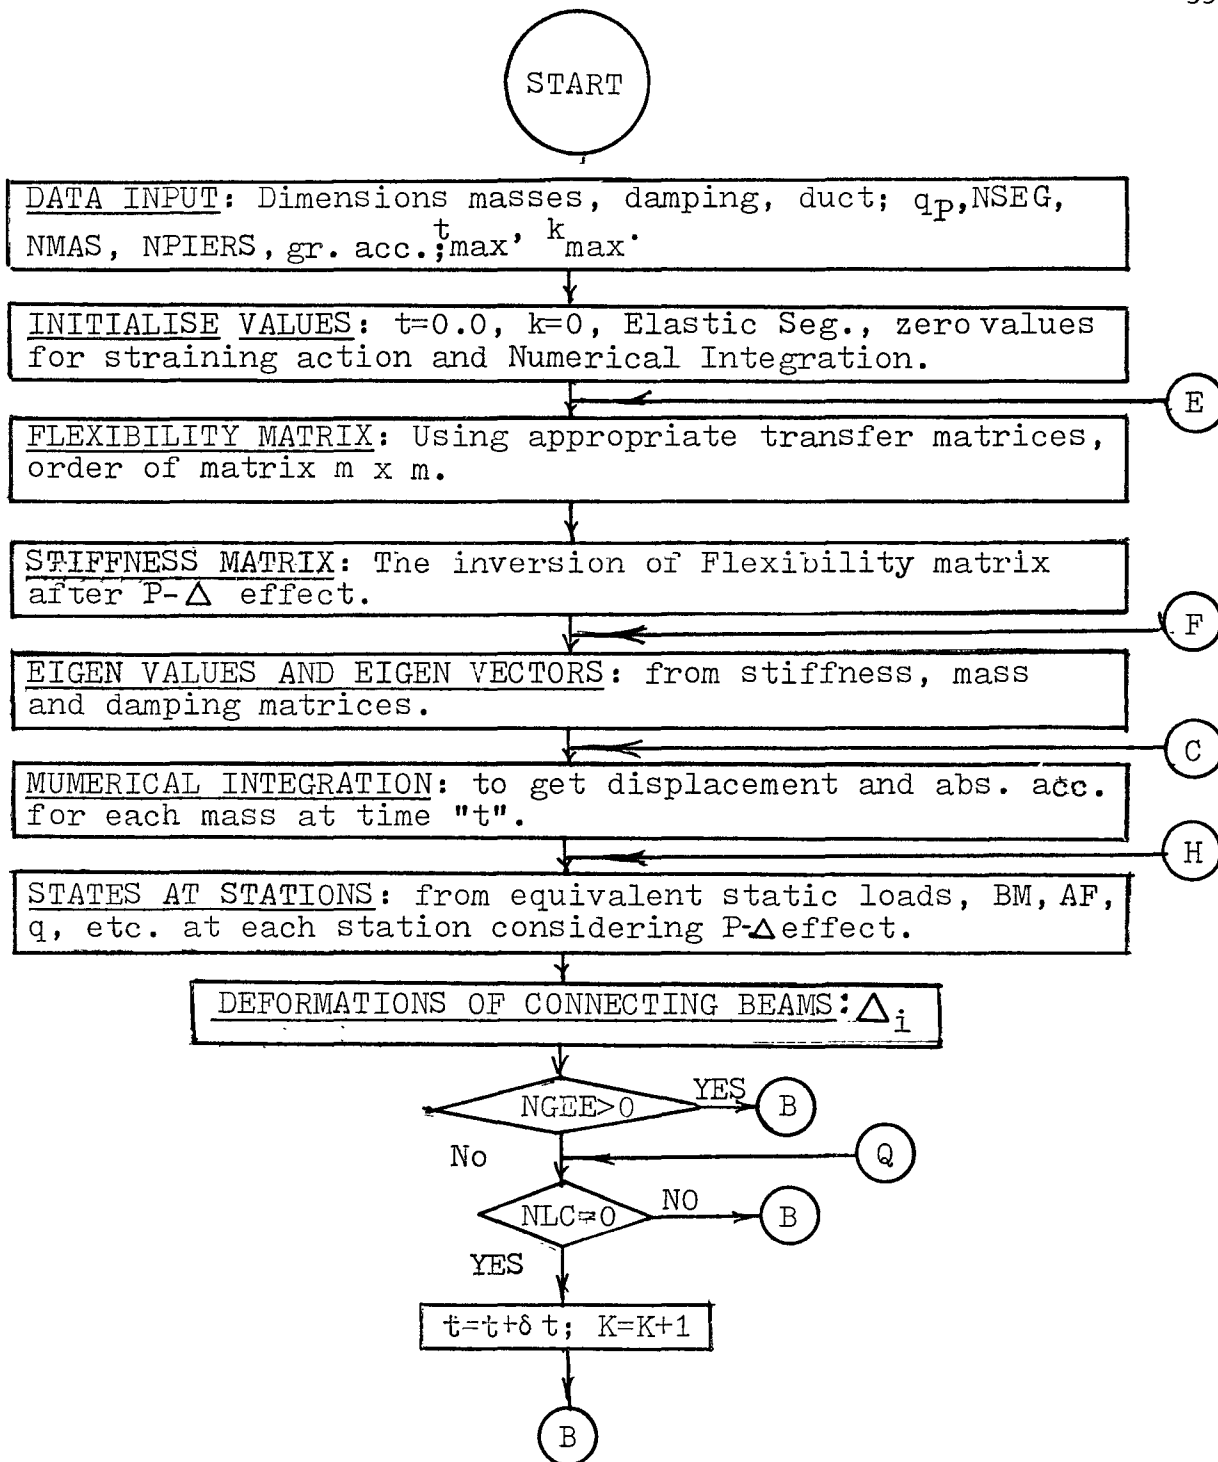 START
DATA INPUT: Dimensions masses, damping, duct; qp, NSEG,
NMAS, NPIERS, gr. acc.; tmax, kmax.
INITIALISE VALUES: t=0.0, k=0, Elastic Seg., zero values
for straining action and Numerical Integration.
E
FLEXIBILITY MATRIX: Using appropriate transfer matrices,
order of matrix m x m.
STIFFNESS MATRIX: The inversion of Flexibility matrix
after P-Δ effect.
F
EIGEN VALUES AND EIGEN VECTORS: from stiffness, mass
and damping matrices.
C
MUMERICAL INTEGRATION: to get displacement and abs. acc.
for each mass at time "t".
H
STATES AT STATIONS: from equivalent static loads, BM, AF,
q, etc. at each station considering P-Δ effect.
DEFORMATIONS OF CONNECTING BEAMS: Δi
NGEE>0
YES
B
No
Q
NLC=0
NO
B
YES
t=t+δt; K=K+1
B